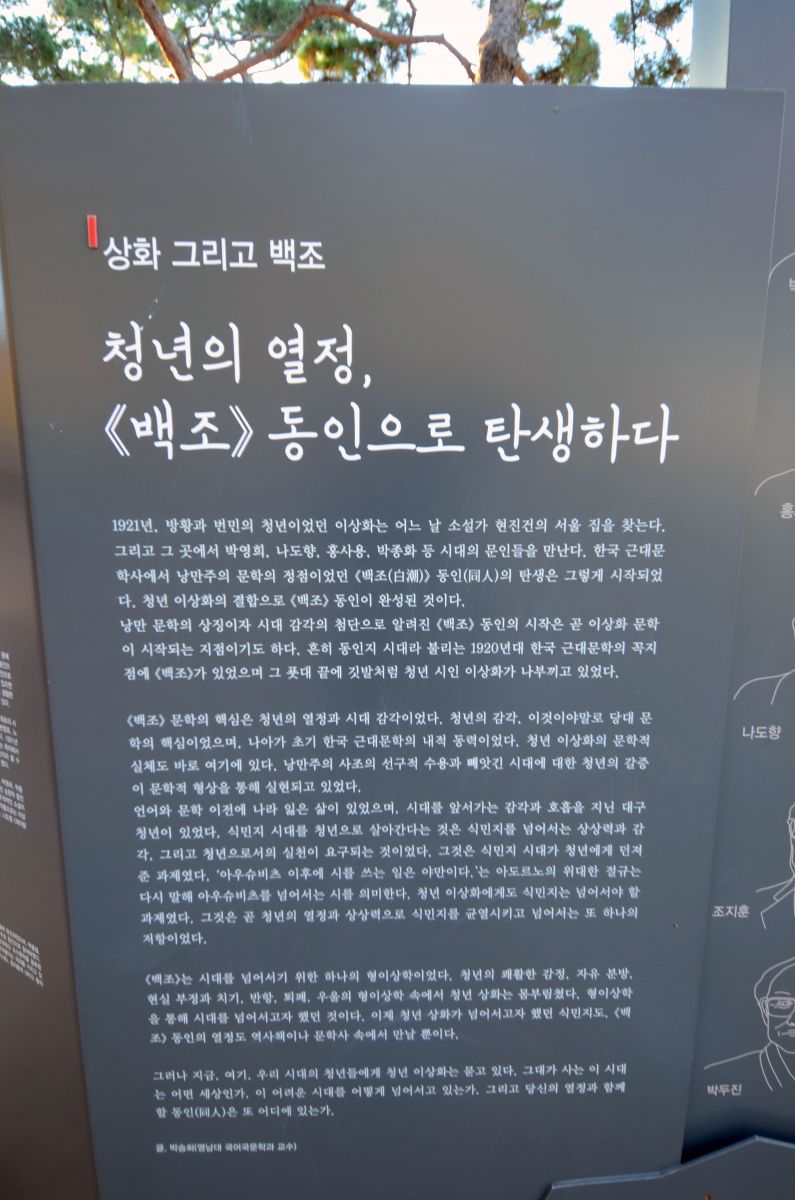 상화 그리고 백조
청년의 열정,
《백조》 동인으로 탄생하다
1921년, 방황과 번민의 청년이었던 이상화는 어느 날 소설가 현진건의 서울 집을 찾는다.
그리고 그 곳에서 박영희, 나도향, 홍사용, 박종화 등 시대의 문인들을 만난다. 한국 근대문
학사에서 낭만주의 문학의 정점이었던 《백조(白潮)》 동인(同人)의 탄생은 그렇게 시작되었
다. 청년 이상화의 결합으로 《백조》 동인이 완성된 것이다.
낭만 문학의 상징이자 시대 감각의 첨단으로 알려진 《백조》 동인의 시작은 곧 이상화 문학
이 시작되는 지점이기도 하다. 흔히 동인지 시대라 불리는 1920년대 한국 근대문학의 꼭지
점에 《백조》가 있었으며 그 돛대 끝에 깃발처럼 청년 시인 이상화가 나부끼고 있었다.
《백조》 문학의 핵심은 청년의 열정과 시대 감각이었다. 청년의 감각, 이것이야말로 당대 문
학의 핵심이었으며, 나아가 초기 한국 근대문학의 내적 동력이었다. 청년 이상화의 문학적
실체도 바로 여기에 있다. 낭만주의 사조의 선구적 수용과 빼앗긴 시대에 대한 청년의 갈증
이 문학적 형상을 통해 실현되고 있었다.
언어와 문학 이전에 나라 잃은 삶이 있었으며, 시대를 앞서가는 감각과 호흡을 지닌 대구
청년이 있었다. 식민지 시대를 청년으로 살아간다는 것은 식민지를 넘어서는 상상력과 감
각, 그리고 청년으로서의 실천이 요구되는 것이었다. 그것은 식민지 시대가 청년에게 던져
준 과제였다. '아우슈비츠 이후에 시를 쓰는 일은 야만이다.'는 아도르노의 위대한 절규는
다시 말해 아우슈비츠를 넘어서는 시를 의미한다. 청년 이상화에게도 식민지는 넘어서야 할
과제였다. 그것은 곧 청년의 열정과 상상력으로 식민지를 균열시키고 넘어서는 또 하나의
저항이었다.
《백조》는 시대를 넘어서기 위한 하나의 형이상학이었다. 청년의 쾌활한 감정, 자유 분방,
현실 부정과 치기, 반항, 퇴폐, 우울의 형이상학 속에서 청년 상화는 몸부림쳤다. 형이상학
을 통해 시대를 넘어서고자 했던 것이다. 이제 청년 상화가 넘어서고자 했던 식민지도, 《백
조》 동인의 열정도 역사책이나 문학사 속에서 만날 뿐이다.
그러나 지금, 여기, 우리 시대의 청년들에게 청년 이상화는 묻고 있다. 그대가 사는 이 시대
는 어떤 세상인가, 이 어려운 시대를 어떻게 넘어서고 있는가, 그리고 당신의 열정과 함께
할 동인(同人)은 또 어디에 있는가.
글. 박승희(영남대 국어국문학과 교수)
홍
나도향
조지훈
박두진